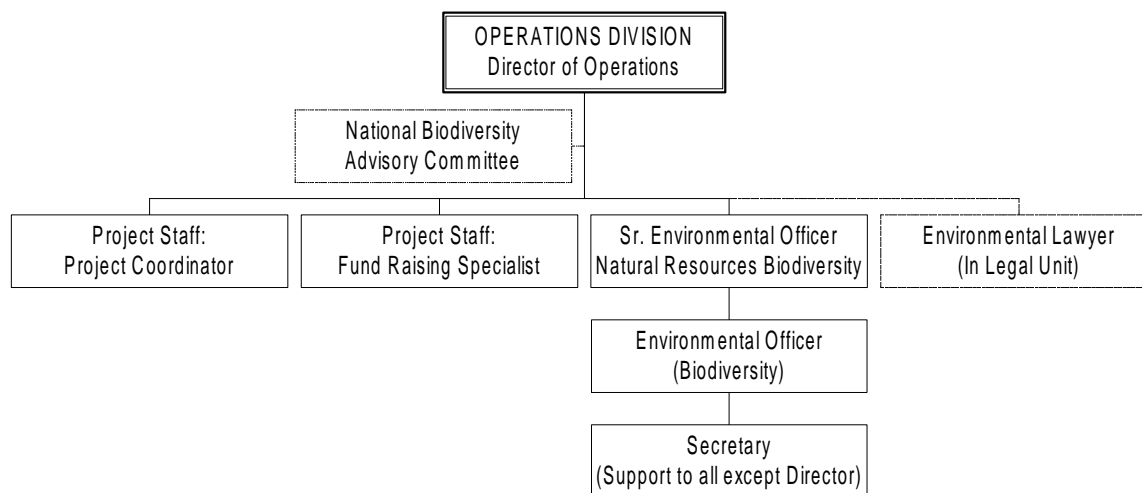 OPERATIONS DIVISION
Director of Operations
National Biodiversity
Advisory Committee
Project Staff:
Project Coordinator
Project Staff:
Fund Raising Specialist
Sr. Environmental Officer
Natural Resources Biodiversity
Environmental Lawyer
(In Legal Unit)
Environmental Officer
(Biodiversity)
Secretary
(Support to all except Director)